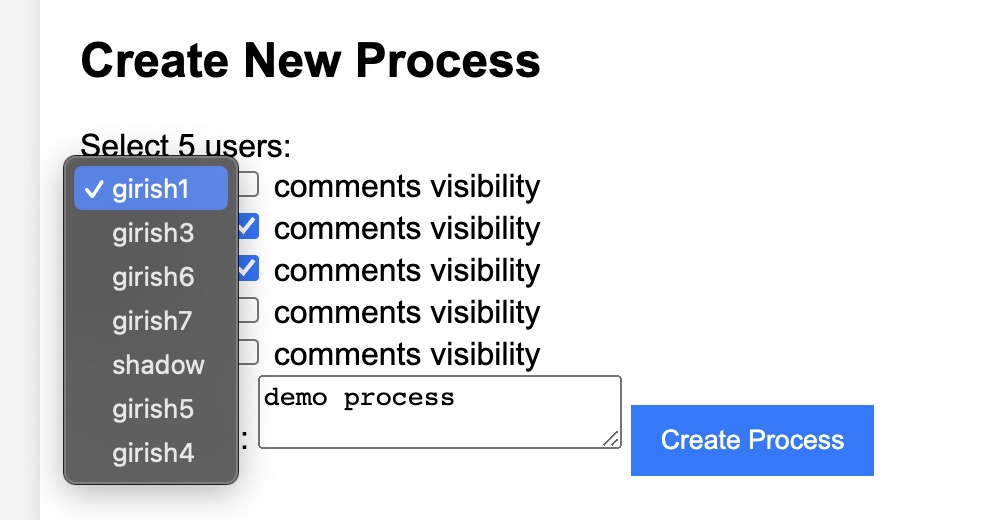 Create New Process
Select 5 users:
✓ girish1 comments visibility
girish3 comments visibility
girish6 comments visibility
girish7 comments visibility
shadow comments visibility
girish5 : demo process
girish4 Create Process